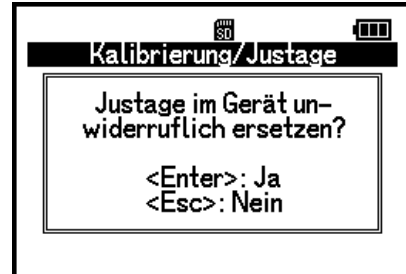 SD
Kalibrierung/Justage
Justage im Gerät un-
widerruflich ersetzen?
<Enter>: Ja
<Esc>: Nein